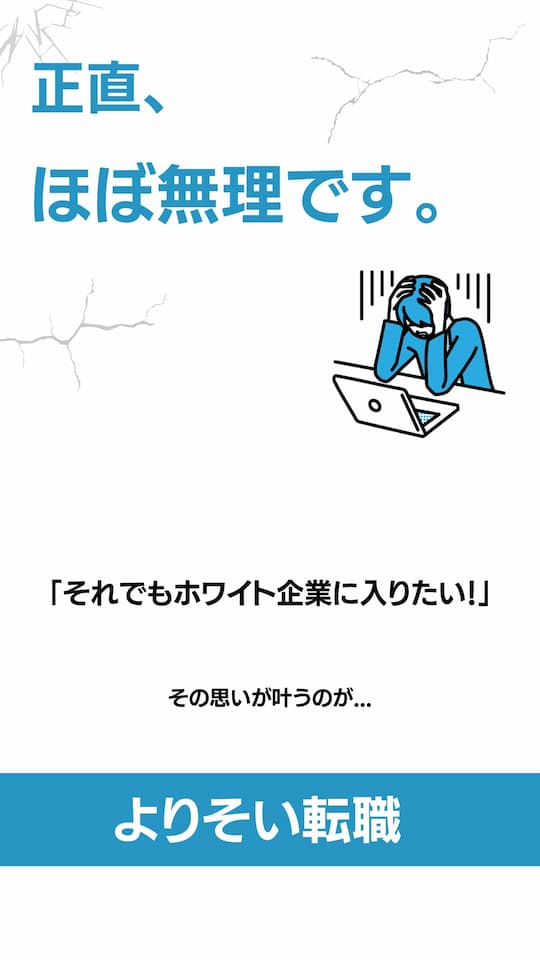 正直、
ほぼ無理です。
「それでもホワイト企業に入りたい!」
その思いが叶うのが...
よりそい転職